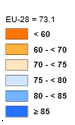 EU-28 = 73.1
< 60
60 - < 70
70 - < 75
75 - < 80
80 - < 85
≥ 85